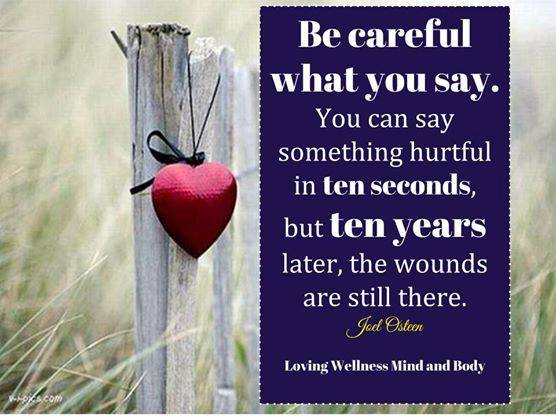 Be careful
what you say.
You can say
something hurtful
in ten seconds,
but ten years
later, the wounds
are still there.
Joel Osteen
Loving Wellness Mind and Body
v-i-pics.com